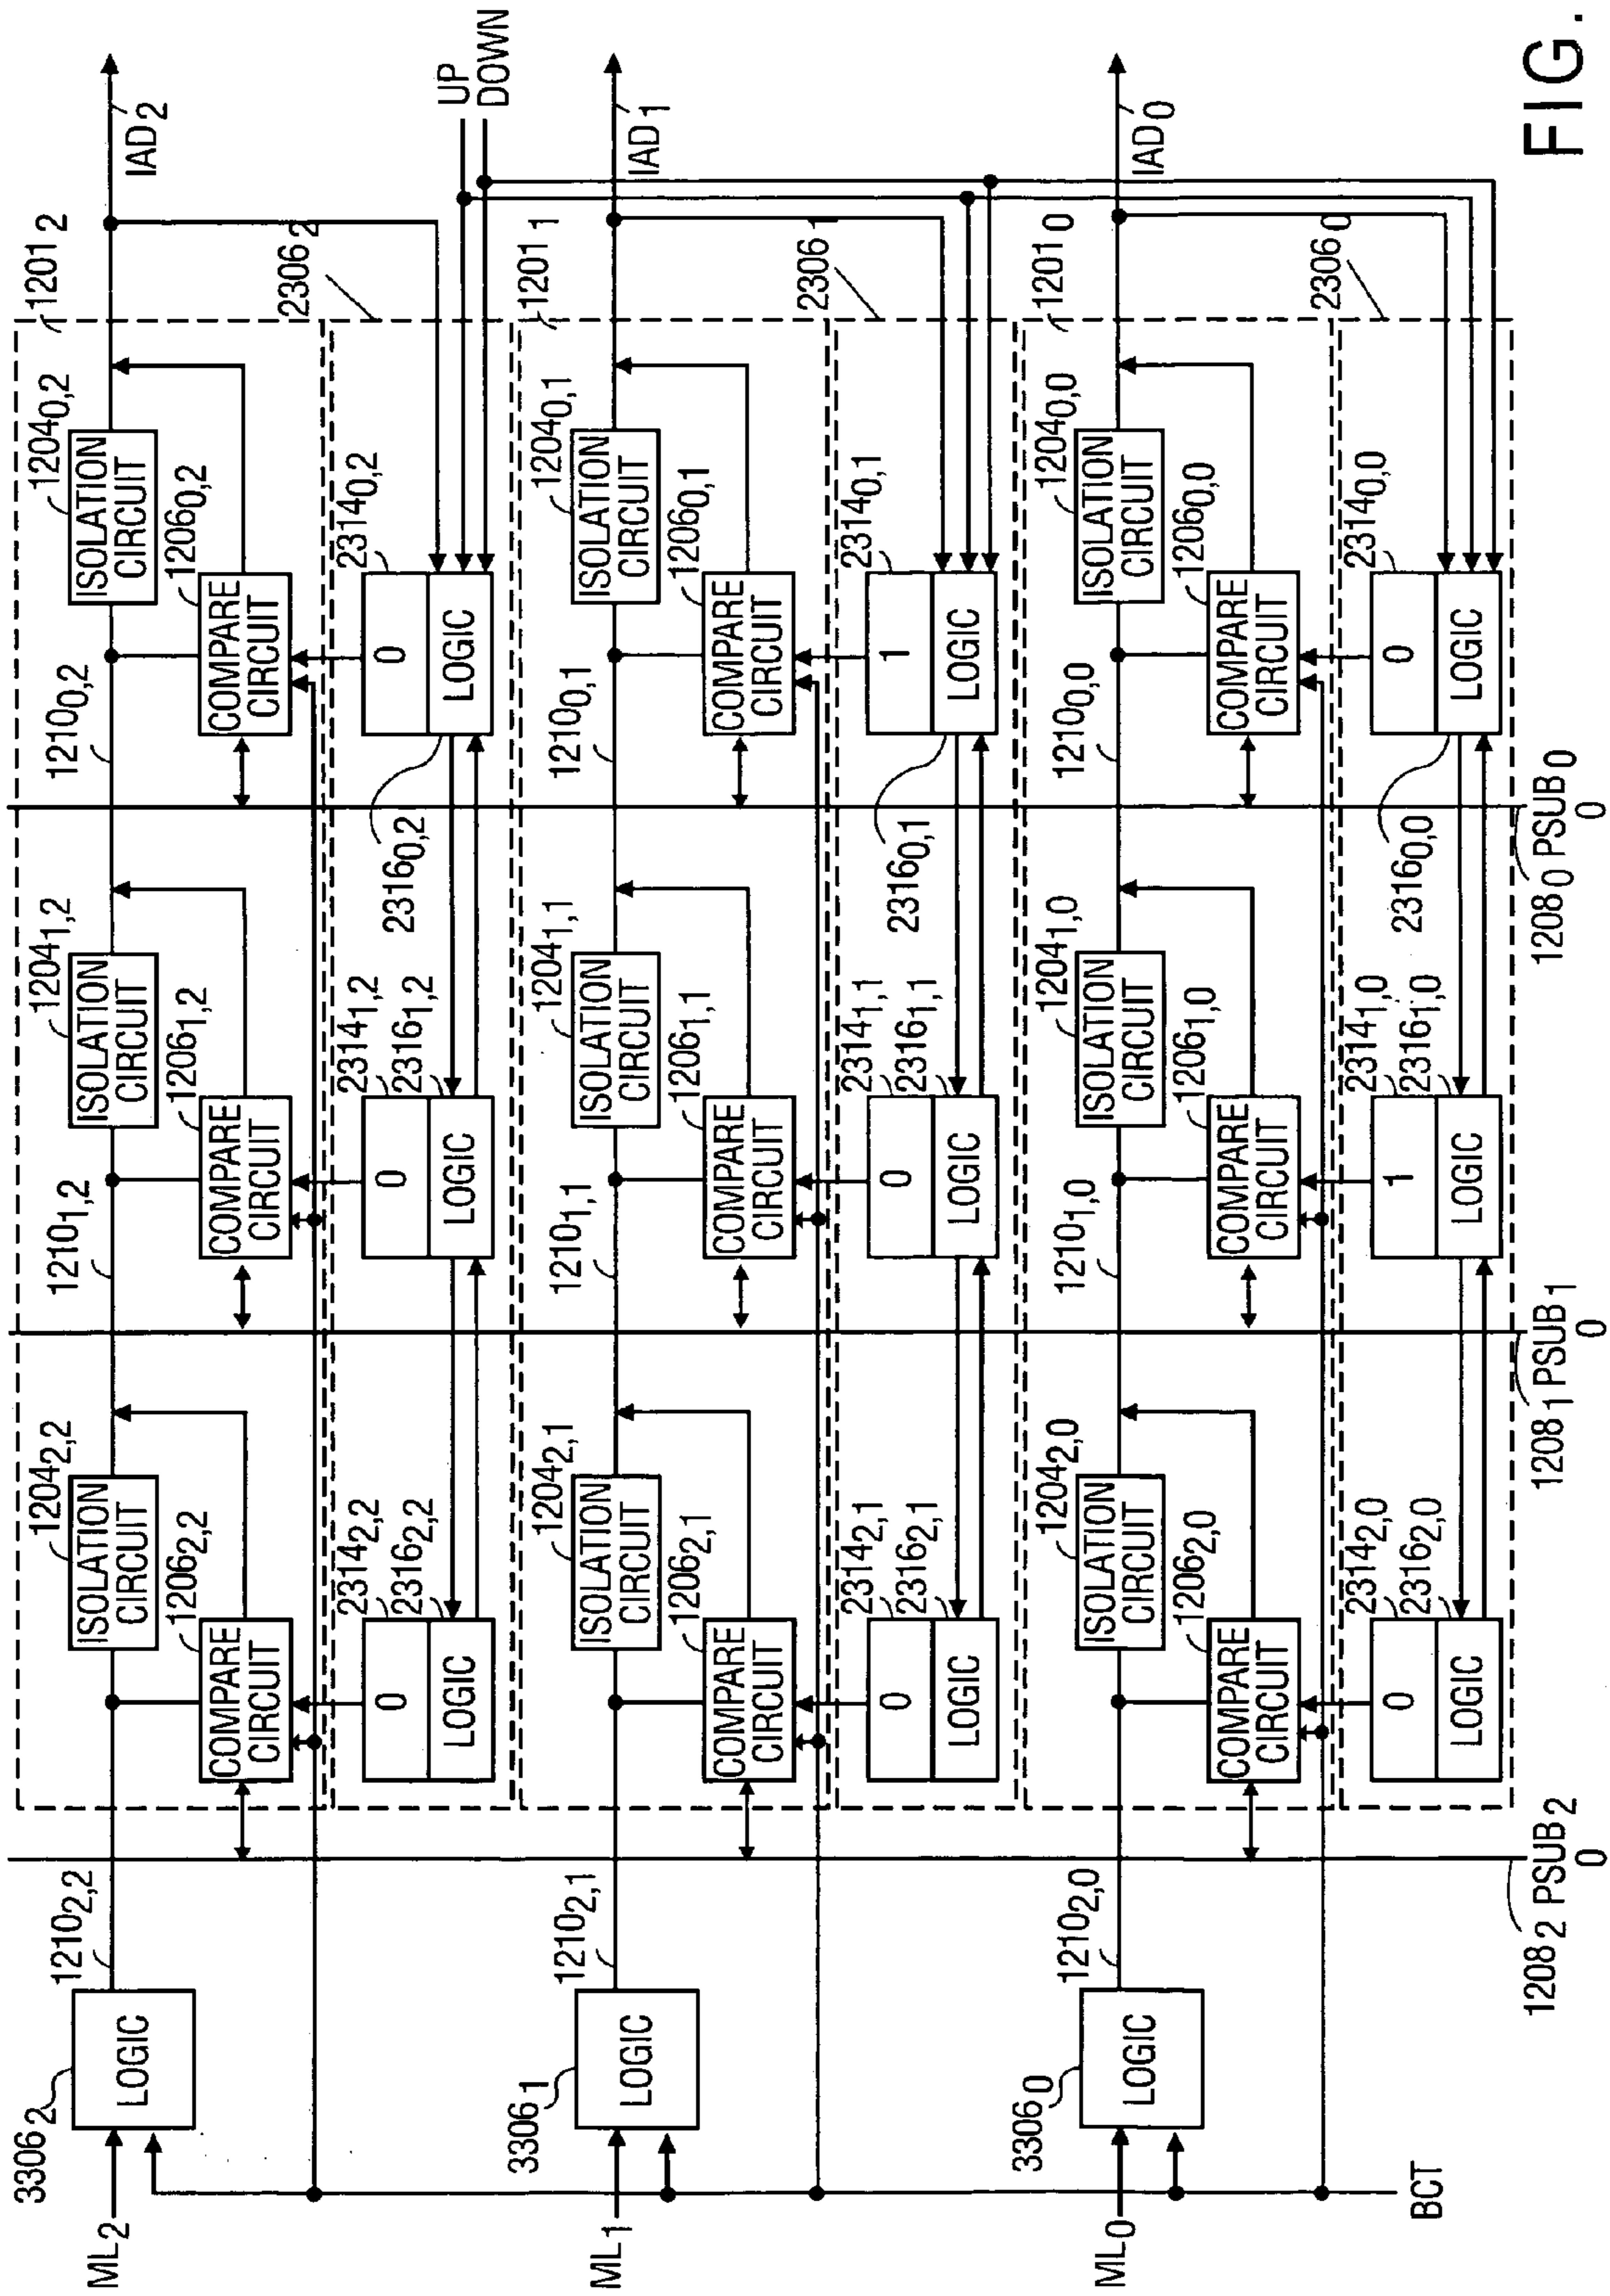 ML2
3306 2
LOGIC
1210 2,2
ISOLATION CIRCUIT
1204 2,2
COMPARE CIRCUIT
1206 2,2
1210 1,2
ISOLATION CIRCUIT
1204 1,2
COMPARE CIRCUIT
1206 1,2
1210 0,2
ISOLATION CIRCUIT
1204 0,2
COMPARE CIRCUIT
1206 0,2
1201 2
IAD2
0
LOGIC
2314 2,2
2316 2,2
0
LOGIC
2314 1,2
2316 1,2
2316 0,2
0
LOGIC
2314 0,2
2306 2
UP
DOWN
ML1
3306 1
LOGIC
1210 2,1
ISOLATION CIRCUIT
1204 2,1
COMPARE CIRCUIT
1206 2,1
1210 1,1
ISOLATION CIRCUIT
1204 1,1
COMPARE CIRCUIT
1206 1,1
1210 0,1
ISOLATION CIRCUIT
1204 0,1
COMPARE CIRCUIT
1206 0,1
1201 1
IAD1
0
LOGIC
2314 2,1
2316 2,1
0
LOGIC
2314 1,1
2316 1,1
2316 0,1
1
LOGIC
2314 0,1
2306 1
ML0
3306 0
LOGIC
1210 2,0
ISOLATION CIRCUIT
1204 2,0
COMPARE CIRCUIT
1206 2,0
1210 1,0
ISOLATION CIRCUIT
1204 1,0
COMPARE CIRCUIT
1206 1,0
1210 0,0
ISOLATION CIRCUIT
1204 0,0
COMPARE CIRCUIT
1206 0,0
1201 0
IAD0
0
LOGIC
2314 2,0
2316 2,0
1
LOGIC
2314 1,0
2316 1,0
2316 0,0
0
LOGIC
2314 0,0
2306 0
BCT
1208 2 PSUB2
0
1208 1 PSUB1
0
1208 0 PSUB0
0
FIG.